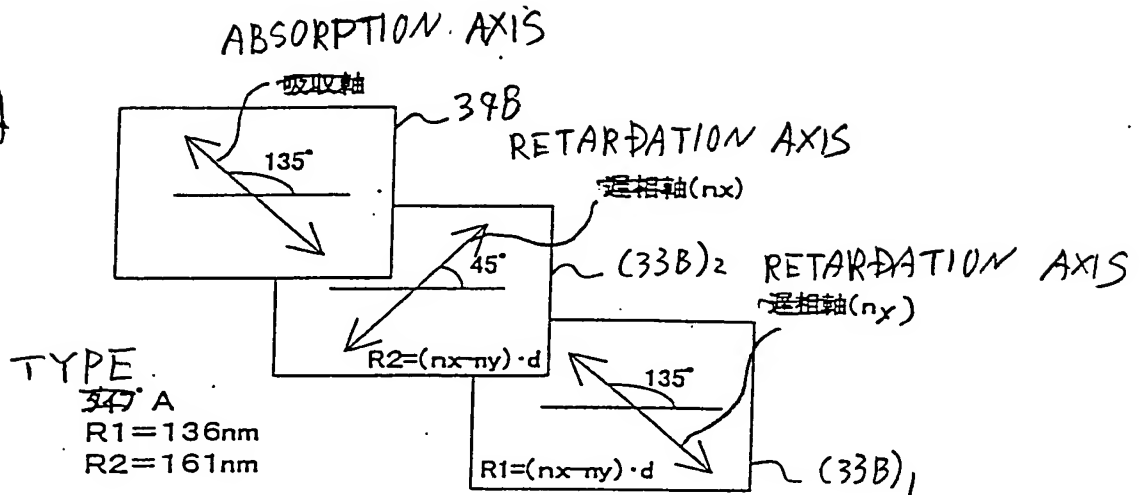 ABSORPTION AXIS
吸収軸
34B
135°
RETARDATION AXIS
遅相軸(nx)
45°
(33B)2
RETARDATION AXIS
遅相軸(nx)
R2=(nx-ny)·d
135°
TYPE
タイプ A
R1=136nm
R2=161nm
R1=(nx-ny)·d
(33B)1